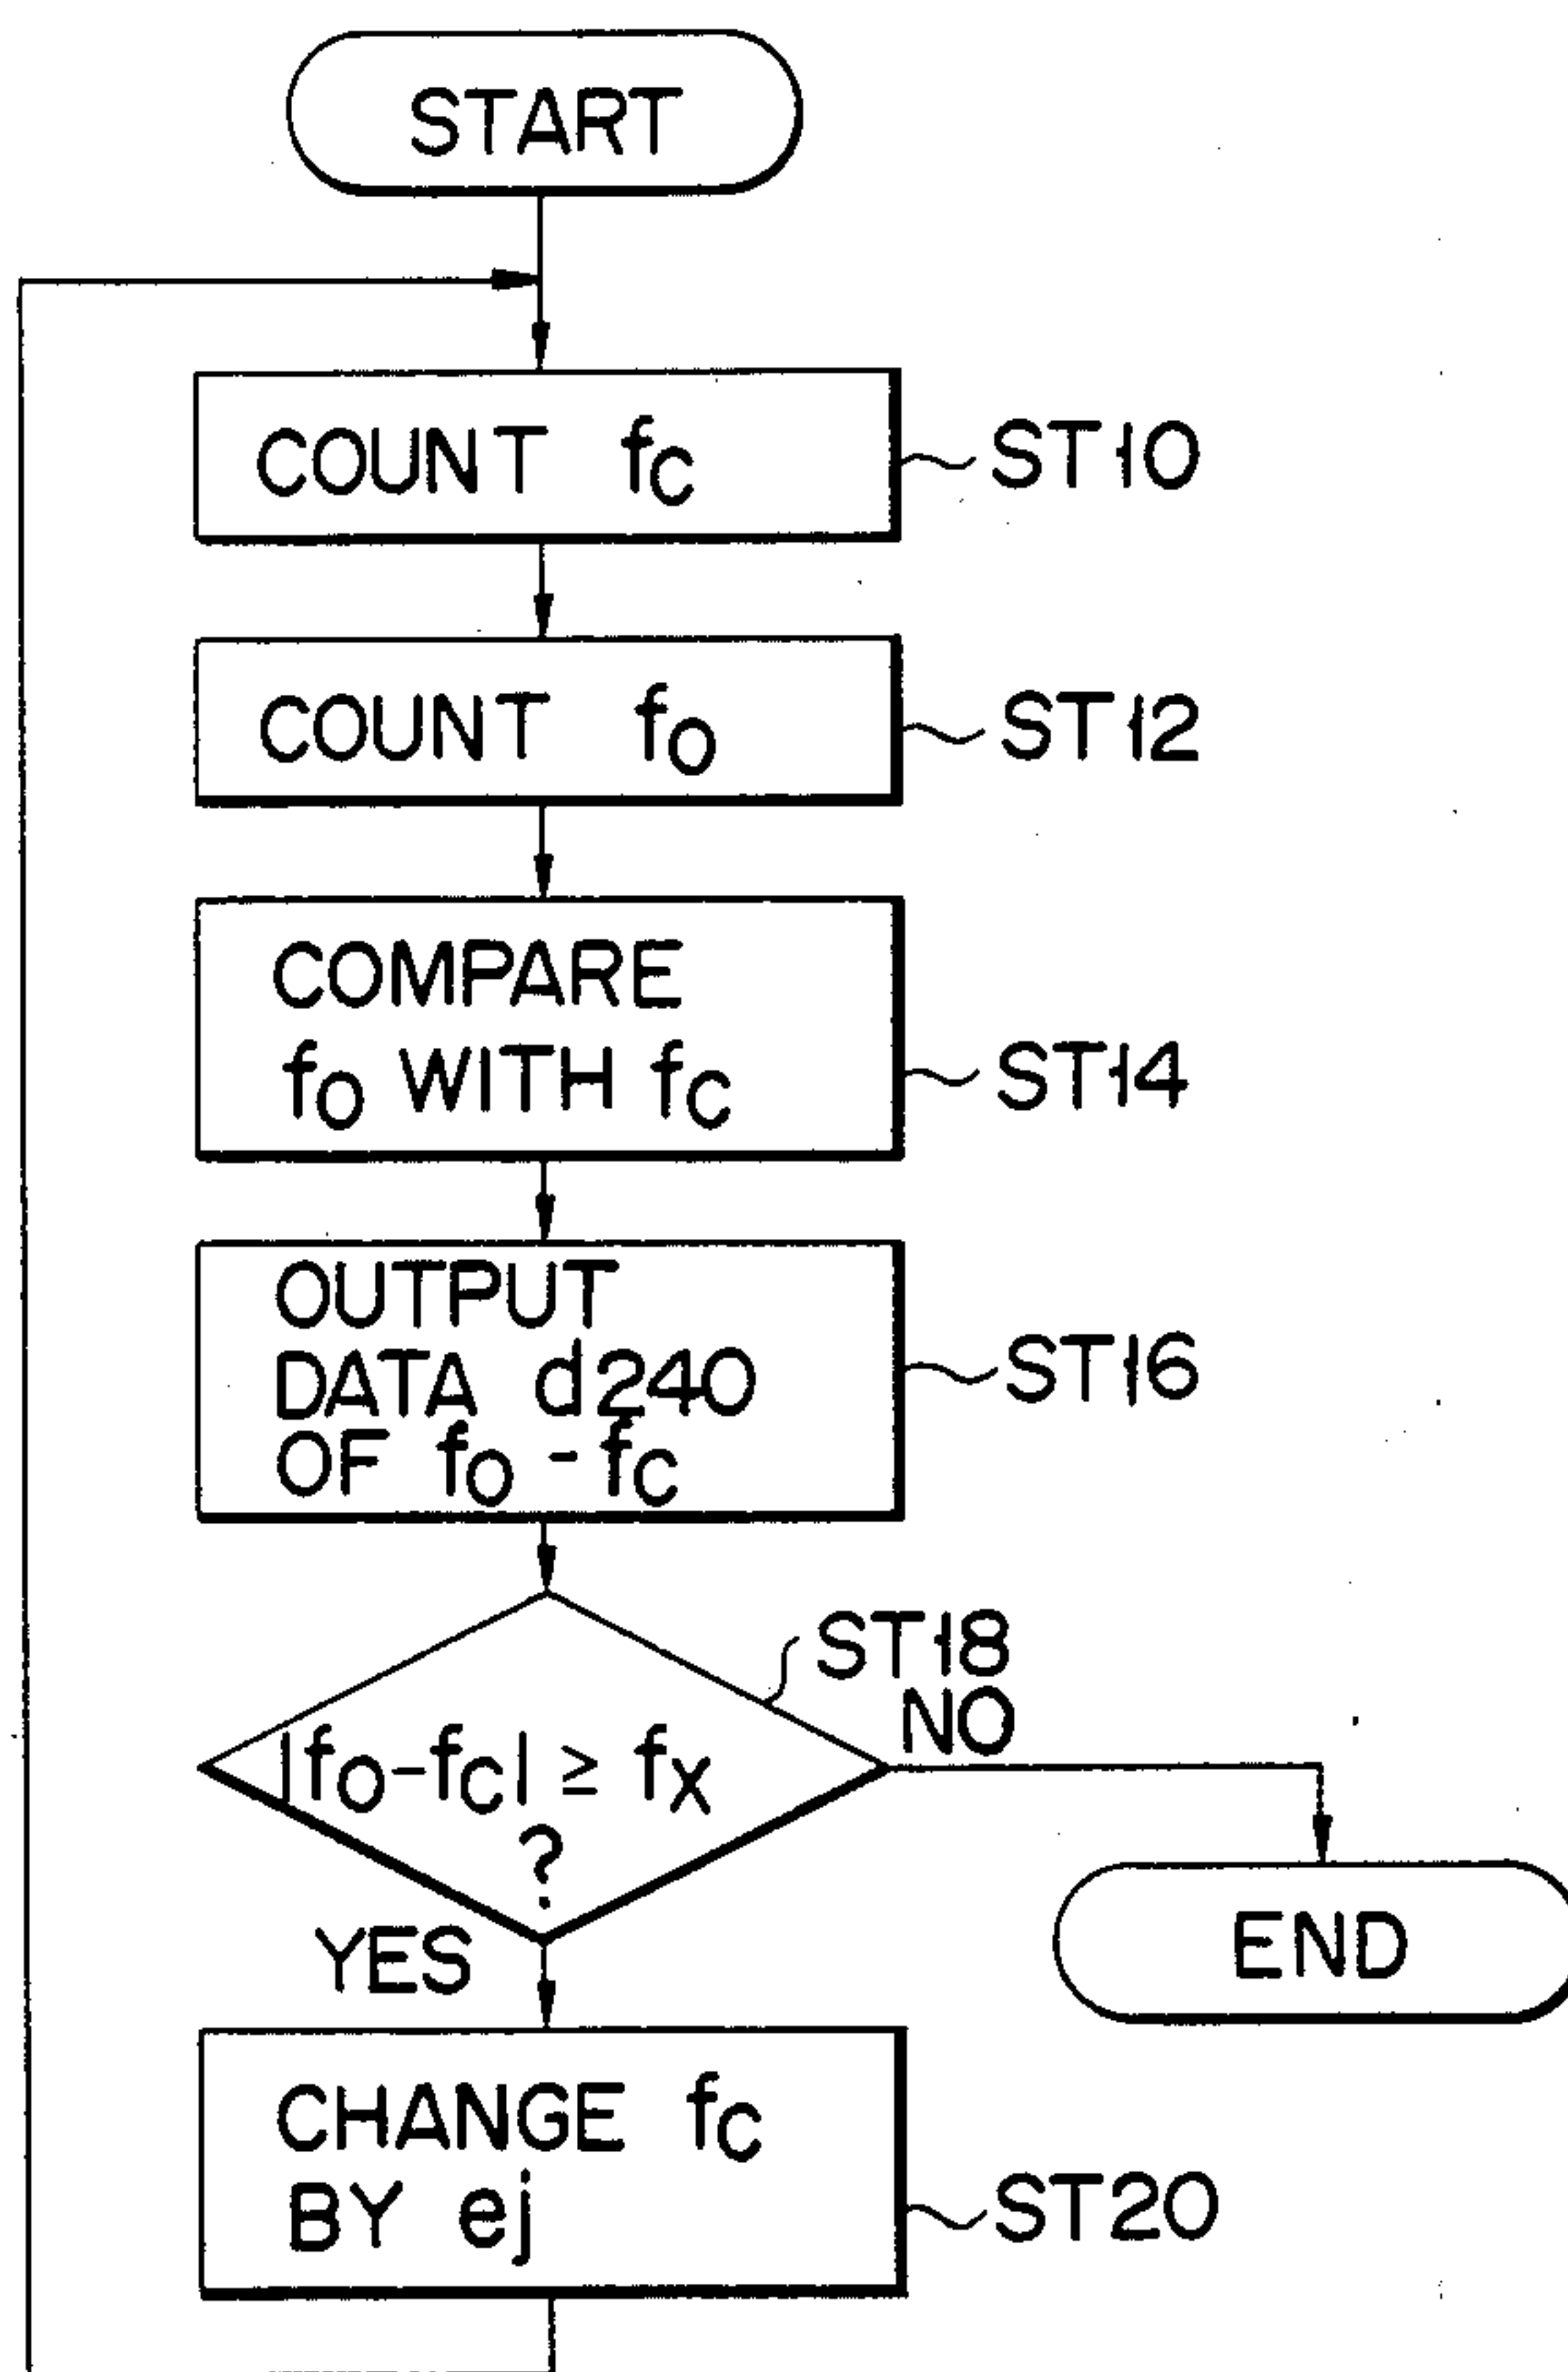 START
COUNT fc
ST10
COUNT fo
ST12
COMPARE
fo WITH fc
ST14
OUTPUT
DATA d240
OF fo - fc
ST16
ST18
NO
|fo-fc| ≥ fx
?
YES
END
CHANGE fc
BY ej
ST20